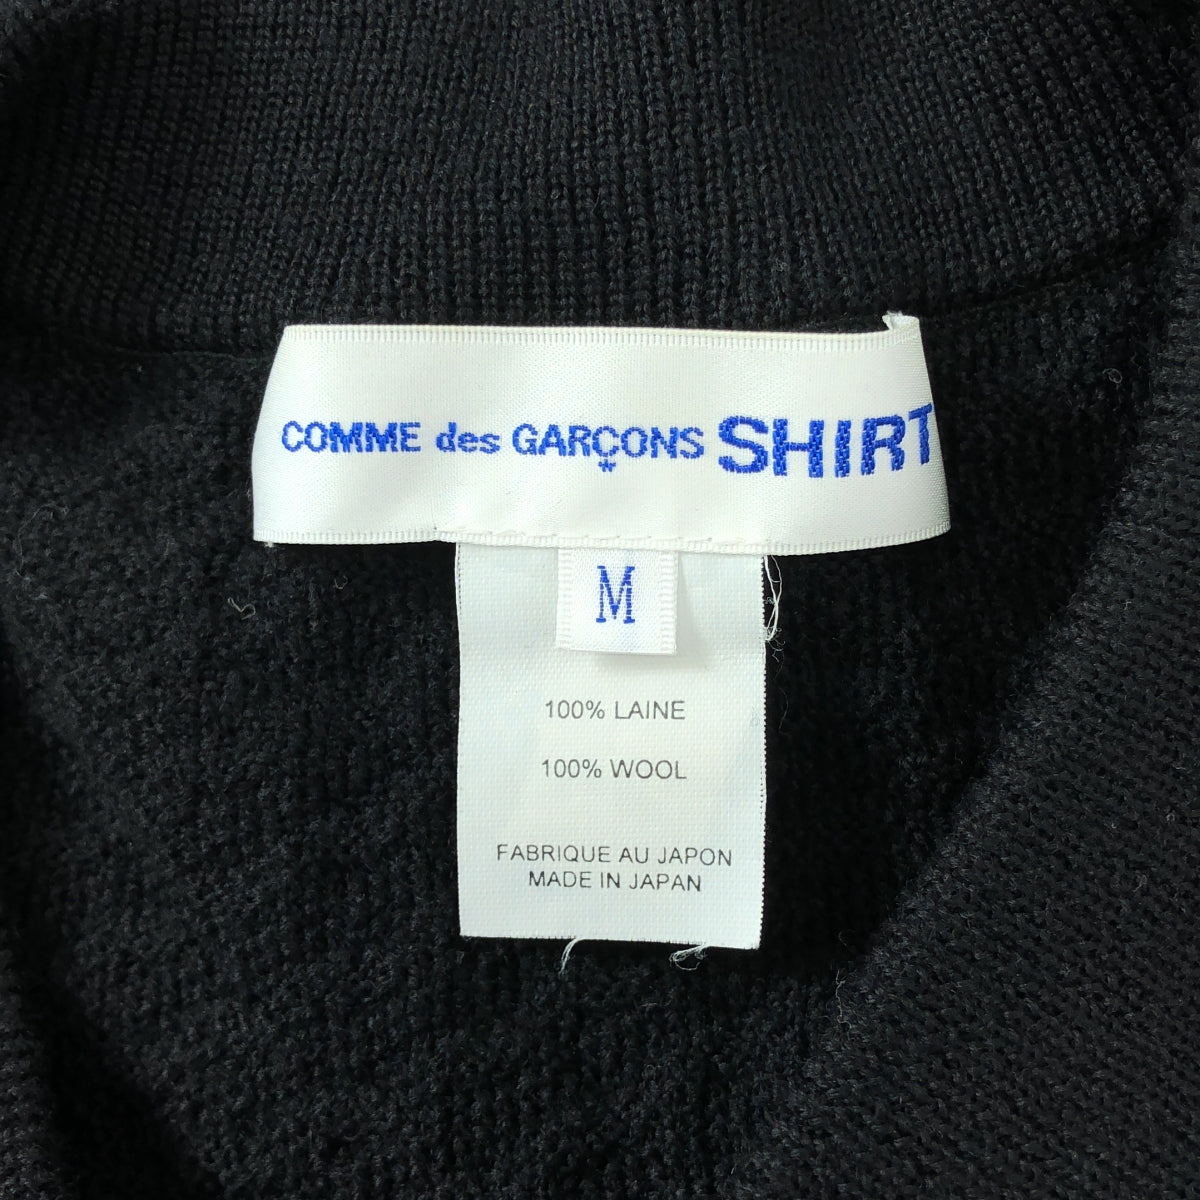 COMME des GARÇONS SHIRT
M
100% LAINE
100% WOOL
FABRIQUE AU JAPON
MADE IN JAPAN